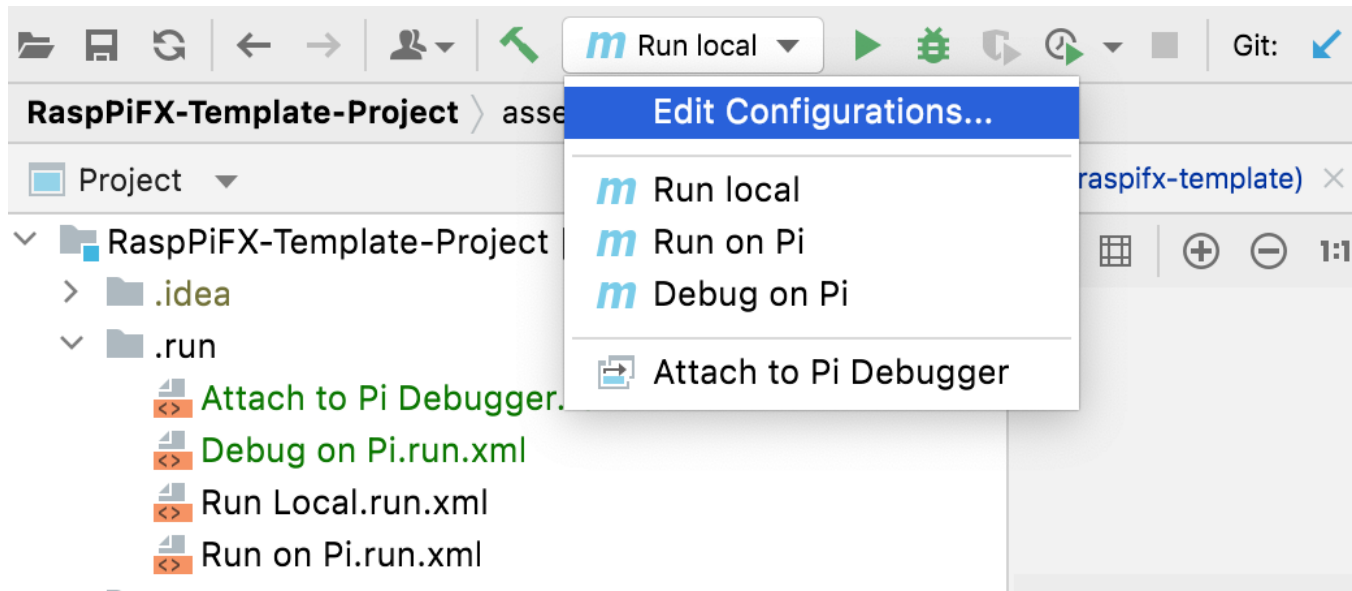 Run local
Git:
RaspPiFX-Template-Project
Edit Configurations...
Project
Run local
raspifx-template)
RaspPiFX-Template-Project
Run on Pi
1:1
.idea
Debug on Pi
.run
Attach to Pi Debugger
Attach to Pi Debugger.
Debug on Pi.run.xml
Run Local.run.xml
Run on Pi.run.xml